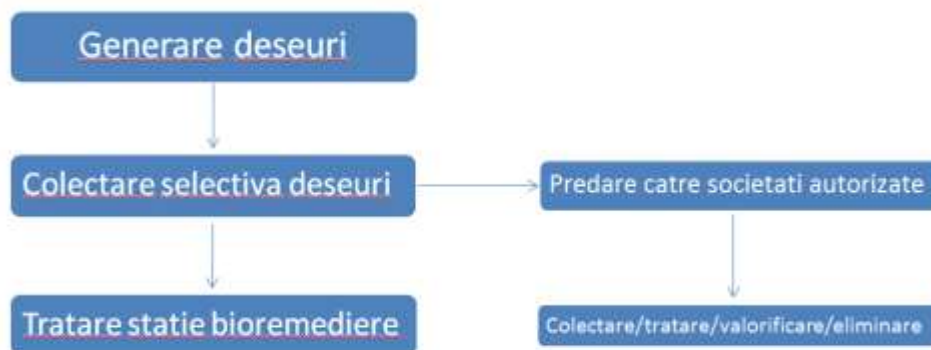 Generare deseuri
Colectare selectiva deseuri
Predare catre societati autorizate
Tratare statie bioremediere
Colectare/tratare/valorificare/eliminare